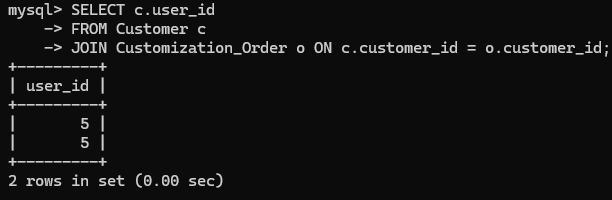 mysql> SELECT c.user_id
    -> FROM Customer c
    -> JOIN Customization_Order o ON c.customer_id = o.customer_id;
+---------+
| user_id |
+---------+
|       5 |
|       5 |
+---------+
2 rows in set (0.00 sec)